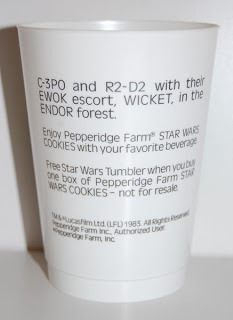 C-3PO and R2-D2 with their
EWOK escort, WICKET, in the
ENDOR forest.
Enjoy Pepperidge Farm® STAR WARS
COOKIES with your favorite beverage.
Free Star Wars Tumbler when you buy
one box of Pepperidge Farm STAR
WARS COOKIES - not for resale.
TM & © Lucasfilm Ltd. (LFL) 1983. All Rights Reserved.
Pepperidge Farm Inc., Authorized User.
Pepperidge Farm, Inc.